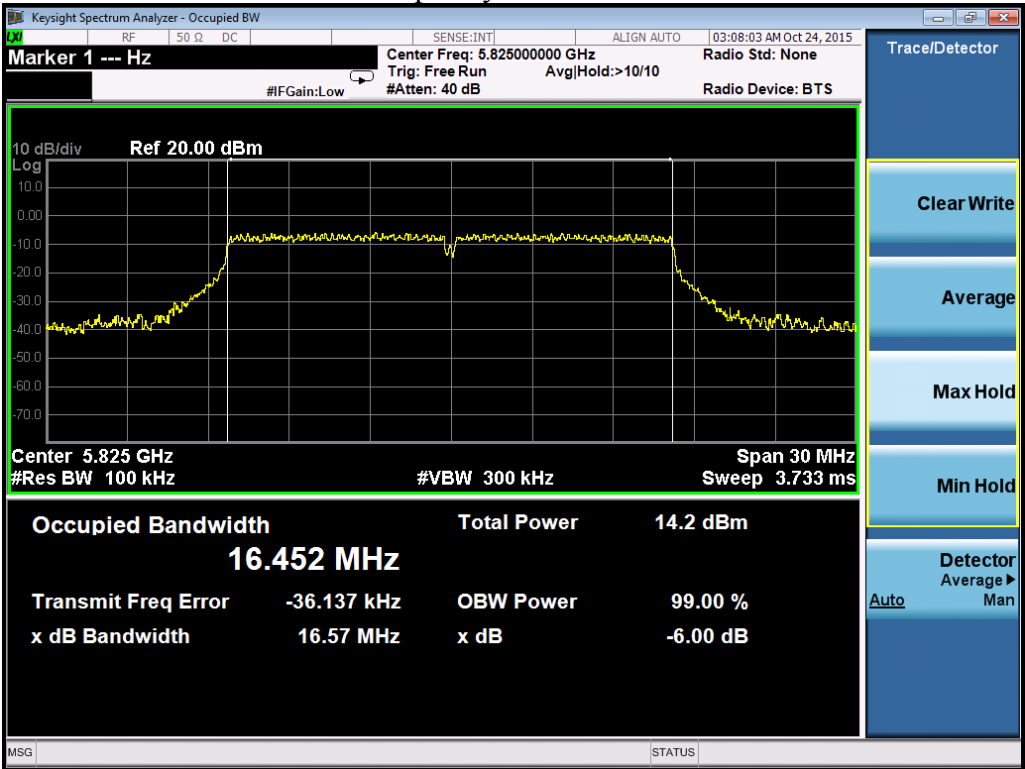 Keysight Spectrum Analyzer - Occupied BW
LXI RF 50 Ω DC SENSE:INT ALIGN AUTO 03:08:03 AM Oct 24, 2015
Marker 1 --- Hz
Center Freq: 5.825000000 GHz Radio Std: None
Trig: Free Run Avg|Hold:>10/10
#IFGain:Low #Atten: 40 dB Radio Device: BTS
10 dB/div Ref 20.00 dBm
Log
10.0
0.00
-10.0
-20.0
-30.0
-40.0
-50.0
-60.0
-70.0
Center 5.825 GHz Span 30 MHz
#Res BW 100 kHz #VBW 300 kHz Sweep 3.733 ms
Occupied Bandwidth Total Power 14.2 dBm
16.452 MHz
Transmit Freq Error -36.137 kHz OBW Power 99.00 %
x dB Bandwidth 16.57 MHz x dB -6.00 dB
MSG STATUS
Trace/Detector
Clear Write
Average
Max Hold
Min Hold
Detector
Average▶
Auto Man